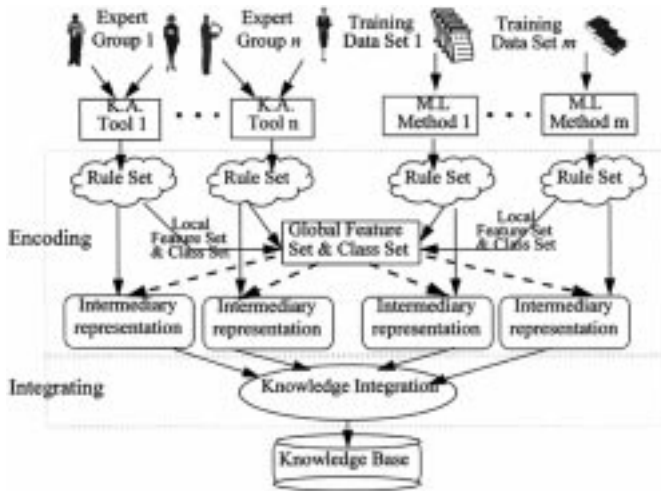 Expert
Group 1
Expert
Group n
Training
Data Set 1
Training
Data Set m
K.A.
Tool 1
K.A.
Tool n
M.L
Method 1
M.L
Method m
Rule Set
Rule Set
Rule Set
Rule Set
Encoding
Local
Feature Set
& Class Set
Global Feature
Set & Class Set
Local
Feature Set
& Class Set
Intermediary
representation
Intermediary
representation
Intermediary
representation
Intermediary
representation
Integrating
Knowledge Integration
Knowledge Base